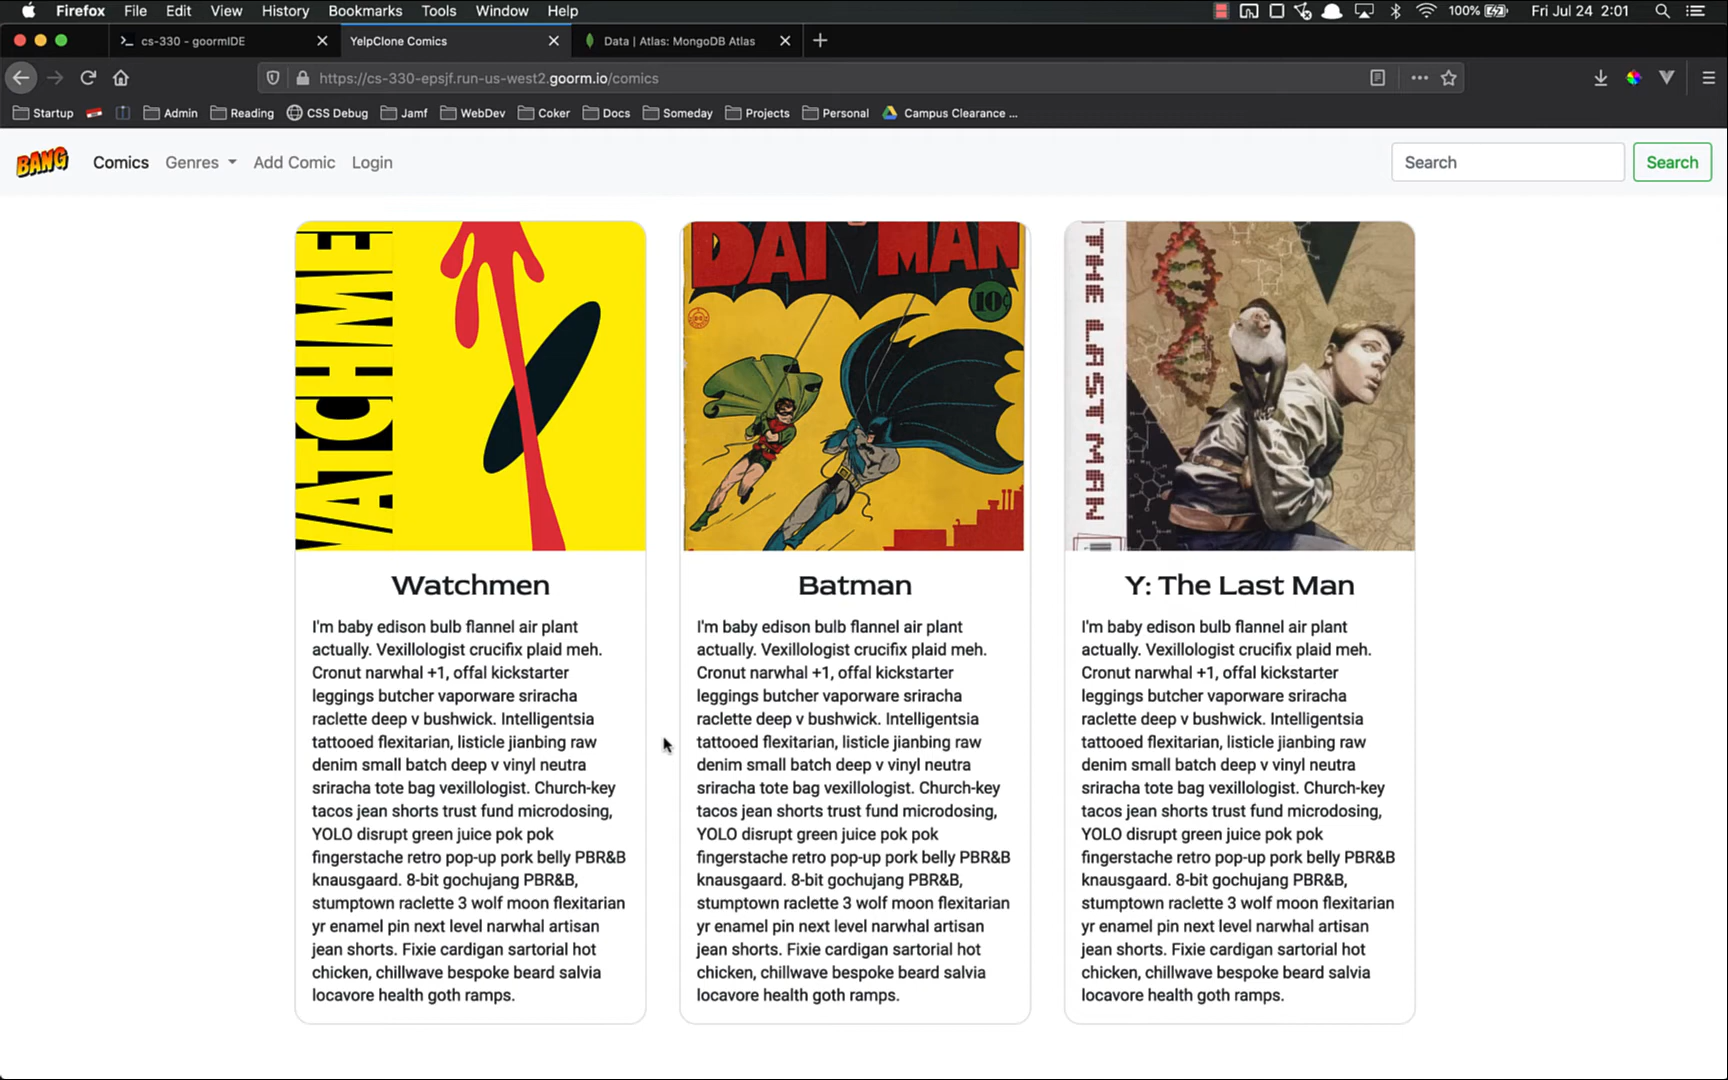 Firefox File Edit View History Bookmarks Tools Window Help 100% Fri Jul 24 2:01
cs-330 - goormIDE YelpClone Comics Data | Atlas: MongoDB Atlas
https://cs-330-epsjf.run-us-west2.goorm.io/comics
Startup Admin Reading CSS Debug Jamf WebDev Coker Docs Someday Projects Personal Campus Clearance ...
BANG Comics Genres Add Comic Login Search Search
WATCHME
BATMAN
10¢
THE LAST MAN
Watchmen
I'm baby edison bulb flannel air plant
actually. Vexillologist crucifix plaid meh.
Cronut narwhal +1, offal kickstarter
leggings butcher vaporware sriracha
raclette deep v bushwick. Intelligentsia
tattooed flexitarian, listicle jianbing raw
denim small batch deep v vinyl neutra
sriracha tote bag vexillologist. Church-key
tacos jean shorts trust fund microdosing,
YOLO disrupt green juice pok pok
fingerstache retro pop-up pork belly PBR&B
knausgaard. 8-bit gochujang PBR&B,
stumptown raclette 3 wolf moon flexitarian
yr enamel pin next level narwhal artisan
jean shorts. Fixie cardigan sartorial hot
chicken, chillwave bespoke beard salvia
locavore health goth ramps.
Batman
I'm baby edison bulb flannel air plant
actually. Vexillologist crucifix plaid meh.
Cronut narwhal +1, offal kickstarter
leggings butcher vaporware sriracha
raclette deep v bushwick. Intelligentsia
tattooed flexitarian, listicle jianbing raw
denim small batch deep v vinyl neutra
sriracha tote bag vexillologist. Church-key
tacos jean shorts trust fund microdosing,
YOLO disrupt green juice pok pok
fingerstache retro pop-up pork belly PBR&B
knausgaard. 8-bit gochujang PBR&B,
stumptown raclette 3 wolf moon flexitarian
yr enamel pin next level narwhal artisan
jean shorts. Fixie cardigan sartorial hot
chicken, chillwave bespoke beard salvia
locavore health goth ramps.
Y: The Last Man
I'm baby edison bulb flannel air plant
actually. Vexillologist crucifix plaid meh.
Cronut narwhal +1, offal kickstarter
leggings butcher vaporware sriracha
raclette deep v bushwick. Intelligentsia
tattooed flexitarian, listicle jianbing raw
denim small batch deep v vinyl neutra
sriracha tote bag vexillologist. Church-key
tacos jean shorts trust fund microdosing,
YOLO disrupt green juice pok pok
fingerstache retro pop-up pork belly PBR&B
knausgaard. 8-bit gochujang PBR&B,
stumptown raclette 3 wolf moon flexitarian
yr enamel pin next level narwhal artisan
jean shorts. Fixie cardigan sartorial hot
chicken, chillwave bespoke beard salvia
locavore health goth ramps.